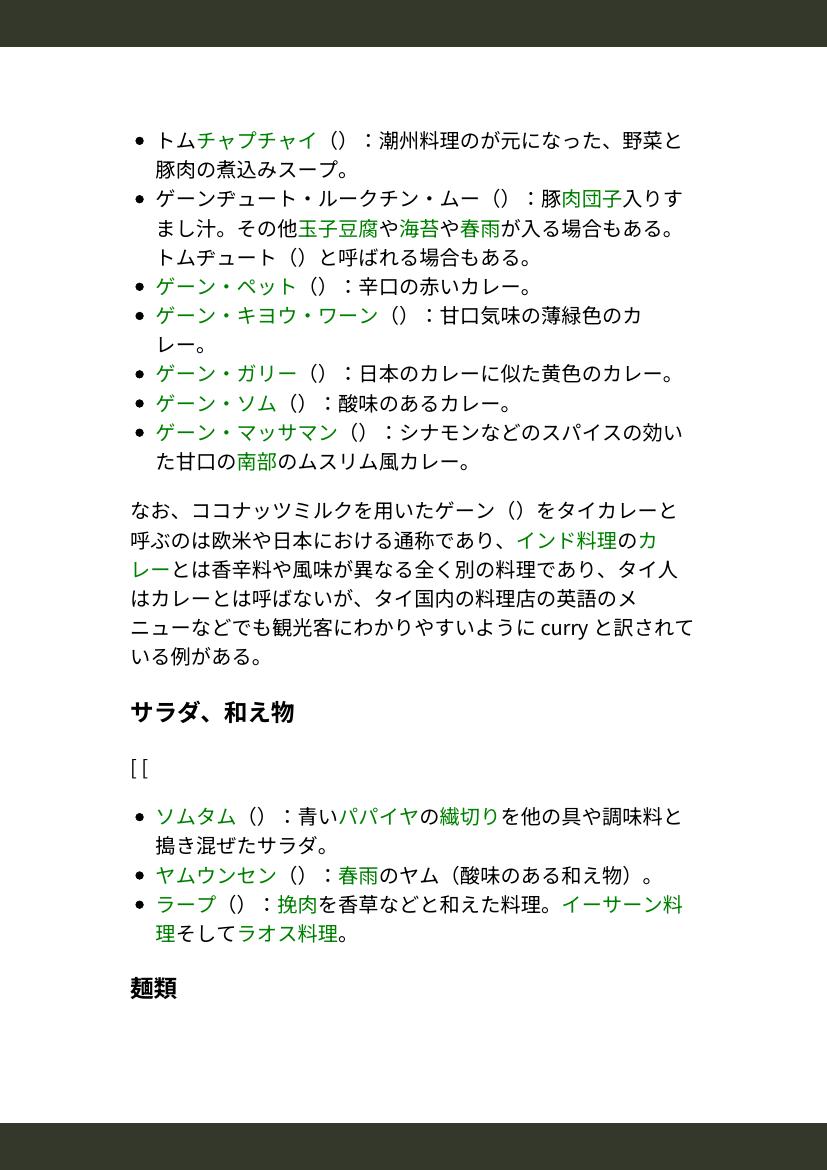 • トムチャプチャイ（）：潮州料理のが元になった、野菜と
豚肉の煮込みスープ。
• ゲーンヂュート・ルークチン・ムー（）：豚肉団子入りす
まし汁。その他玉子豆腐や海苔や春雨が入る場合もある。
トムヂュート（）と呼ばれる場合もある。
• ゲーン・ペット（）：辛口の赤いカレー。
• ゲーン・キヨウ・ワーン（）：甘口気味の薄緑色のカ
レー。
• ゲーン・ガリー（）：日本のカレーに似た黄色のカレー。
• ゲーン・ソム（）：酸味のあるカレー。
• ゲーン・マッサマン（）：シナモンなどのスパイスの効い
た甘口の南部のムスリム風カレー。
なお、ココナッツミルクを用いたゲーン（）をタイカレーと
呼ぶのは欧米や日本における通称であり、インド料理のカ
レーとは香辛料や風味が異なる全く別の料理であり、タイ人
はカレーとは呼ばないが、タイ国内の料理店の英語のメ
ニューなどでも観光客にわかりやすいように curry と訳されて
いる例がある。
サラダ、和え物
[ [
• ソムタム（）：青いパパイヤの繊切りを他の具や調味料と
搗き混ぜたサラダ。
• ヤムウンセン（）：春雨のヤム（酸味のある和え物）。
• ラープ（）：挽肉を香草などと和えた料理。イーサーン料
理そしてラオス料理。
麺類